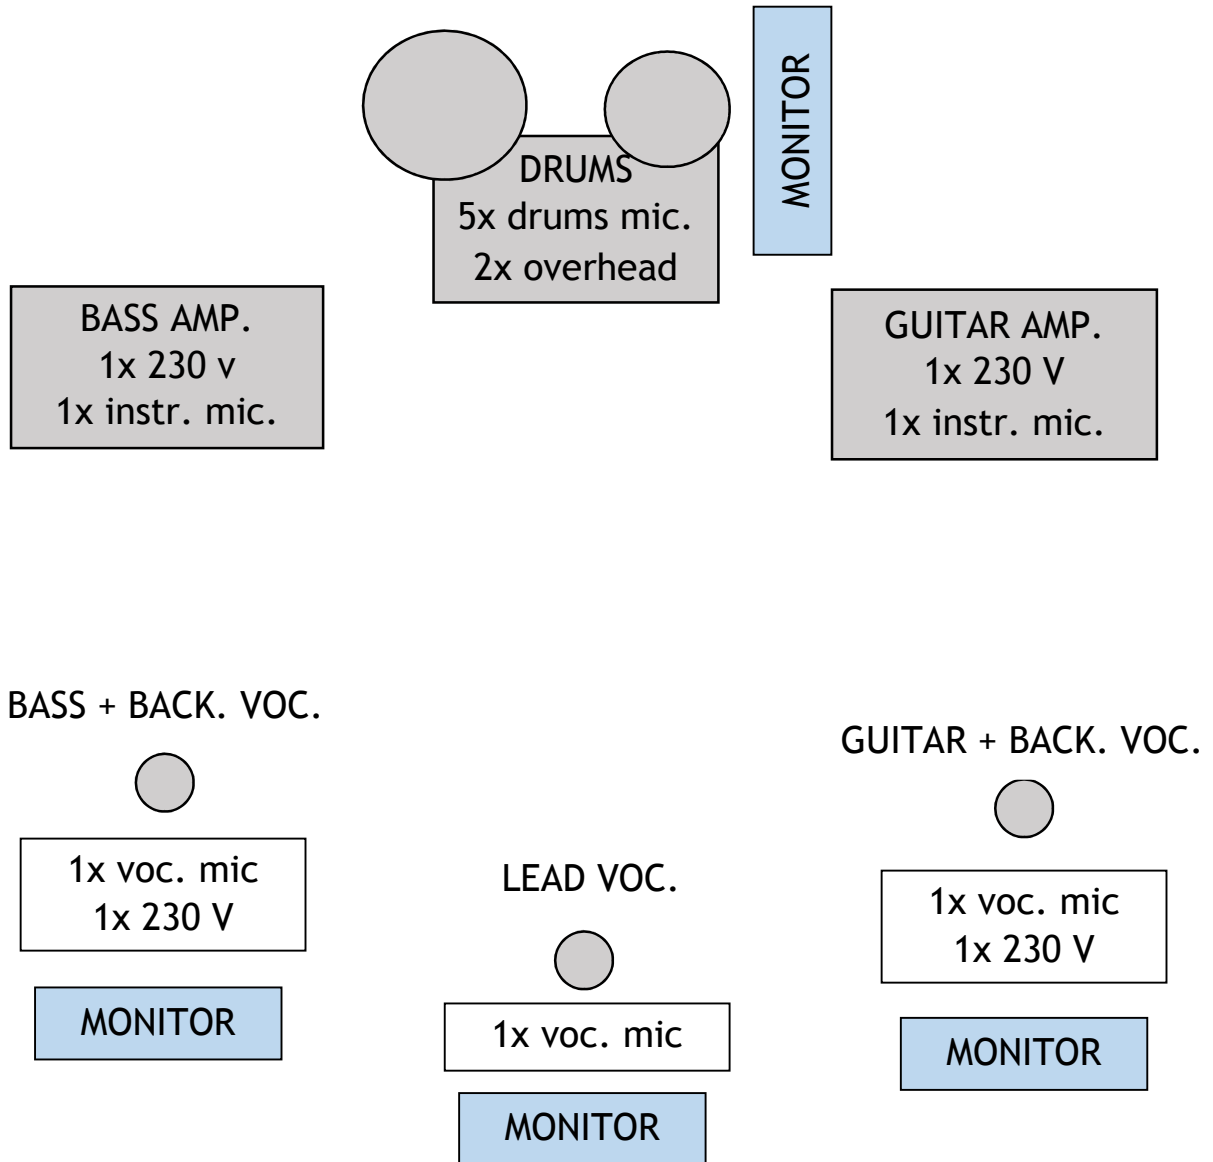 MONITOR
DRUMS
5x drums mic.
2x overhead
BASS AMP.
1x 230 v
1x instr. mic.
GUITAR AMP.
1x 230 V
1x instr. mic.
BASS + BACK. VOC.
1x voc. mic
1x 230 V
MONITOR
LEAD VOC.
1x voc. mic
MONITOR
GUITAR + BACK. VOC.
1x voc. mic
1x 230 V
MONITOR